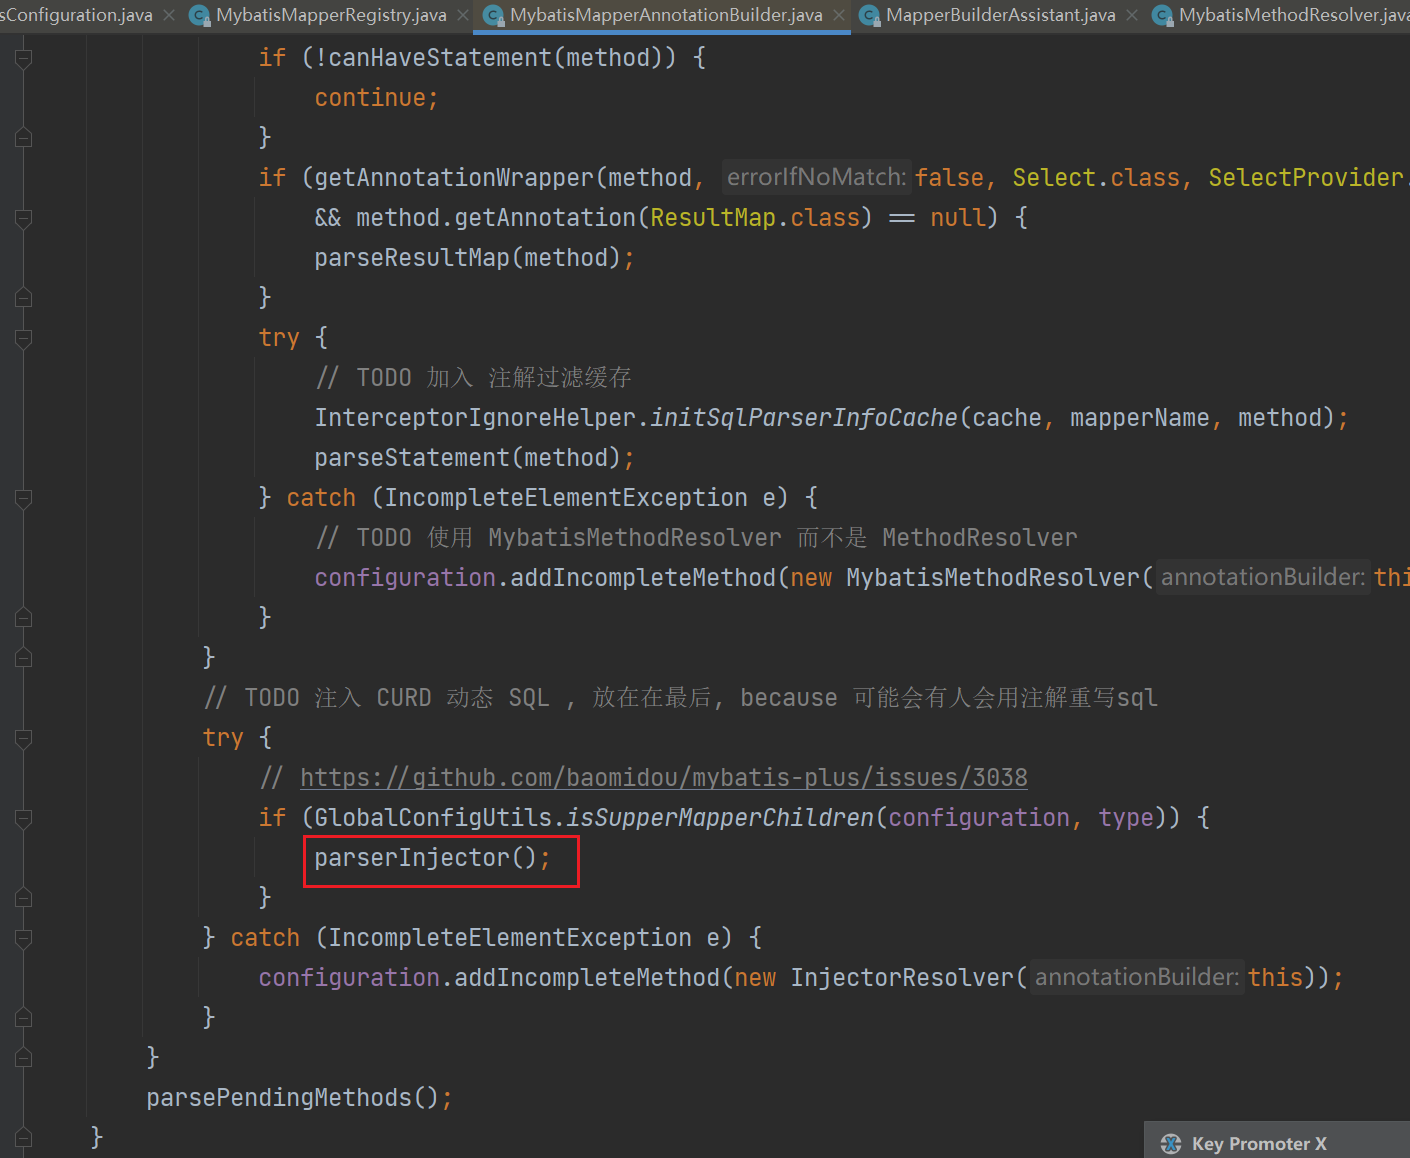 sConfiguration.java MybatisMapperRegistry.java MybatisMapperAnnotationBuilder.java MapperBuilderAssistant.java MybatisMethodResolver.java
if (!canHaveStatement(method)) {
continue;
}
if (getAnnotationWrapper(method, errorIfNoMatch: false, Select.class, SelectProvider.
&& method.getAnnotation(ResultMap.class) == null) {
parseResultMap(method);
}
try {
// TODO 加入 注解过滤缓存
InterceptorIgnoreHelper.initSqlParserInfoCache(cache, mapperName, method);
parseStatement(method);
} catch (IncompleteElementException e) {
// TODO 使用 MybatisMethodResolver 而不是 MethodResolver
configuration.addIncompleteMethod(new MybatisMethodResolver( annotationBuilder: thi
}
}
// TODO 注入 CURD 动态 SQL , 放在在最后, because 可能会有人会用注解重写sql
try {
// https://github.com/baomidou/mybatis-plus/issues/3038
if (GlobalConfigUtils.isSupperMapperChildren(configuration, type)) {
parserInjector();
}
} catch (IncompleteElementException e) {
configuration.addIncompleteMethod(new InjectorResolver( annotationBuilder: this));
}
}
parsePendingMethods();
}
Key Promoter X